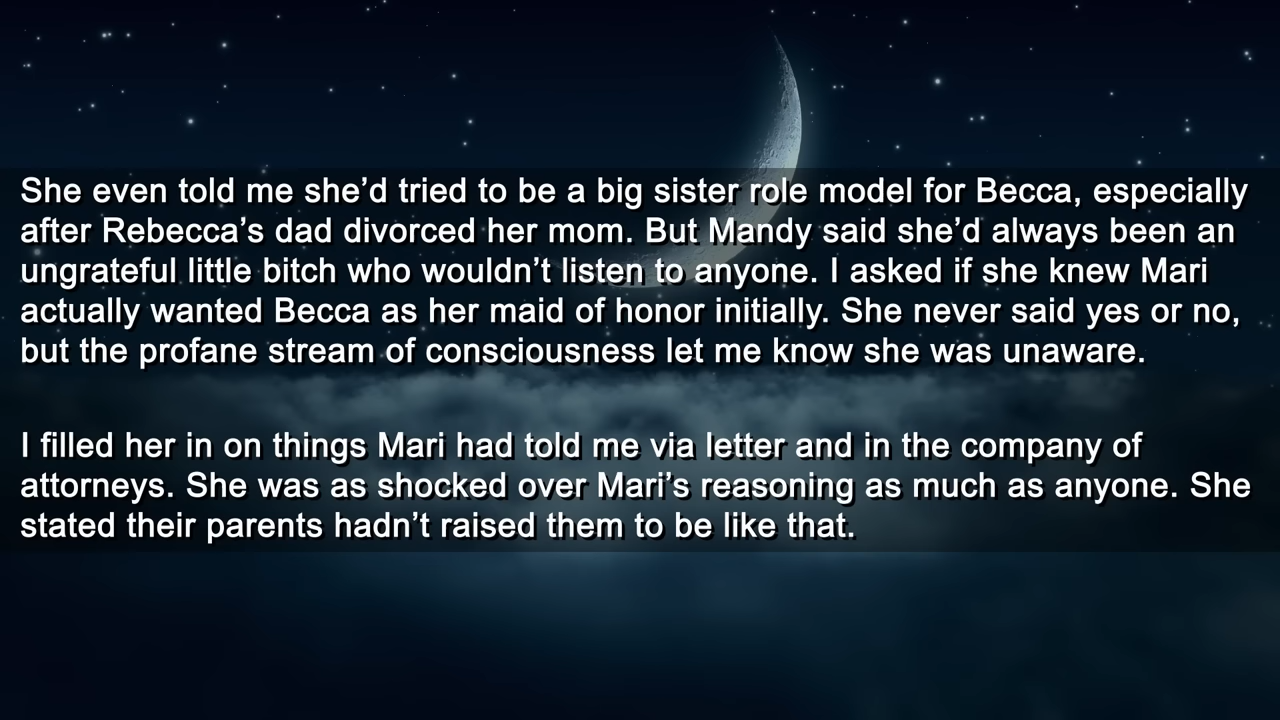 She even told me she’d tried to be a big sister role model for Becca, especially
after Rebecca’s dad divorced her mom. But Mandy said she’d always been an
ungrateful little bitch who wouldn’t listen to anyone. I asked if she knew Mari
actually wanted Becca as her maid of honor initially. She never said yes or no,
but the profane stream of consciousness let me know she was unaware.
I filled her in on things Mari had told me via letter and in the company of
attorneys. She was as shocked over Mari’s reasoning as much as anyone. She
stated their parents hadn’t raised them to be like that.